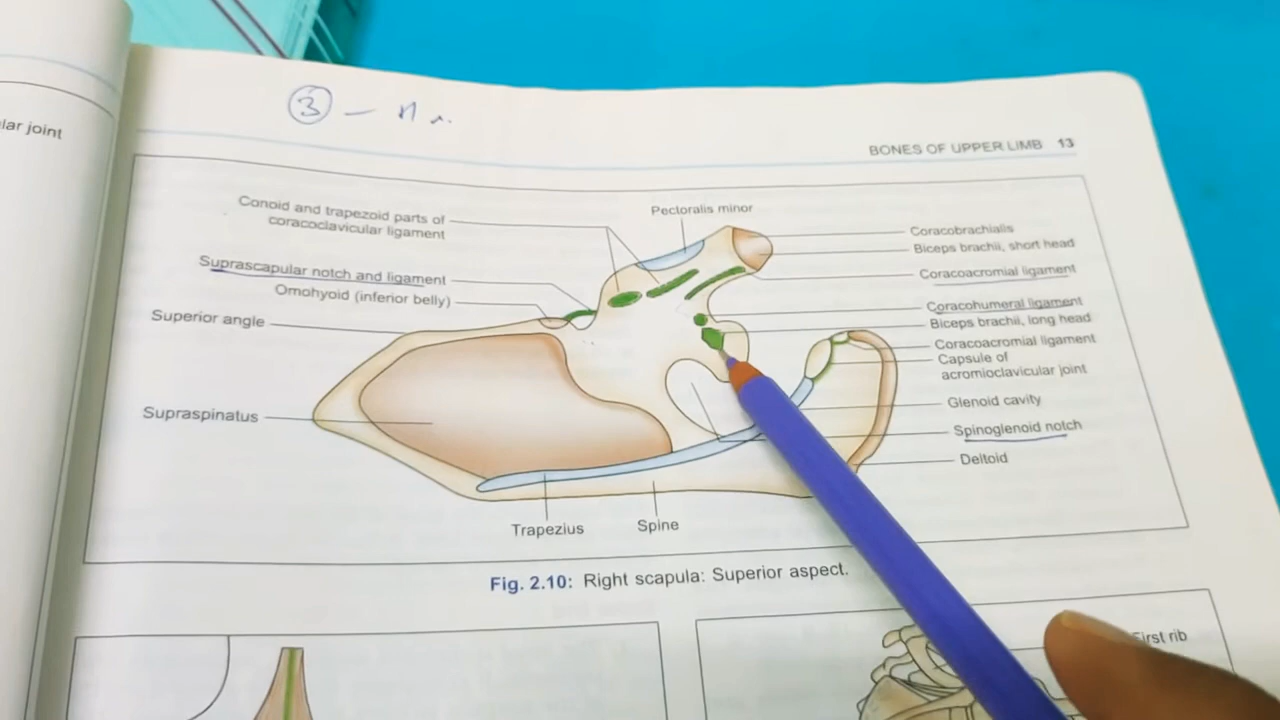 lar joint
3 –
BONES OF UPPER LIMB 13
Conoid and trapezoid parts of
coracoclavicular ligament
Suprascapular notch and ligament
Omohyoid (inferior belly)
Superior angle
Supraspinatus
Pectoralis minor
Coracobrachialis
Biceps brachii, short head
Coracoacromial ligament
Coracohumeral ligament
Biceps brachii, long head
Coracoacromial ligament
Capsule of
acromioclavicular joint
Glenoid cavity
Spinoglenoid notch
Deltoid
Trapezius
Spine
Fig. 2.10: Right scapula: Superior aspect.
First rib